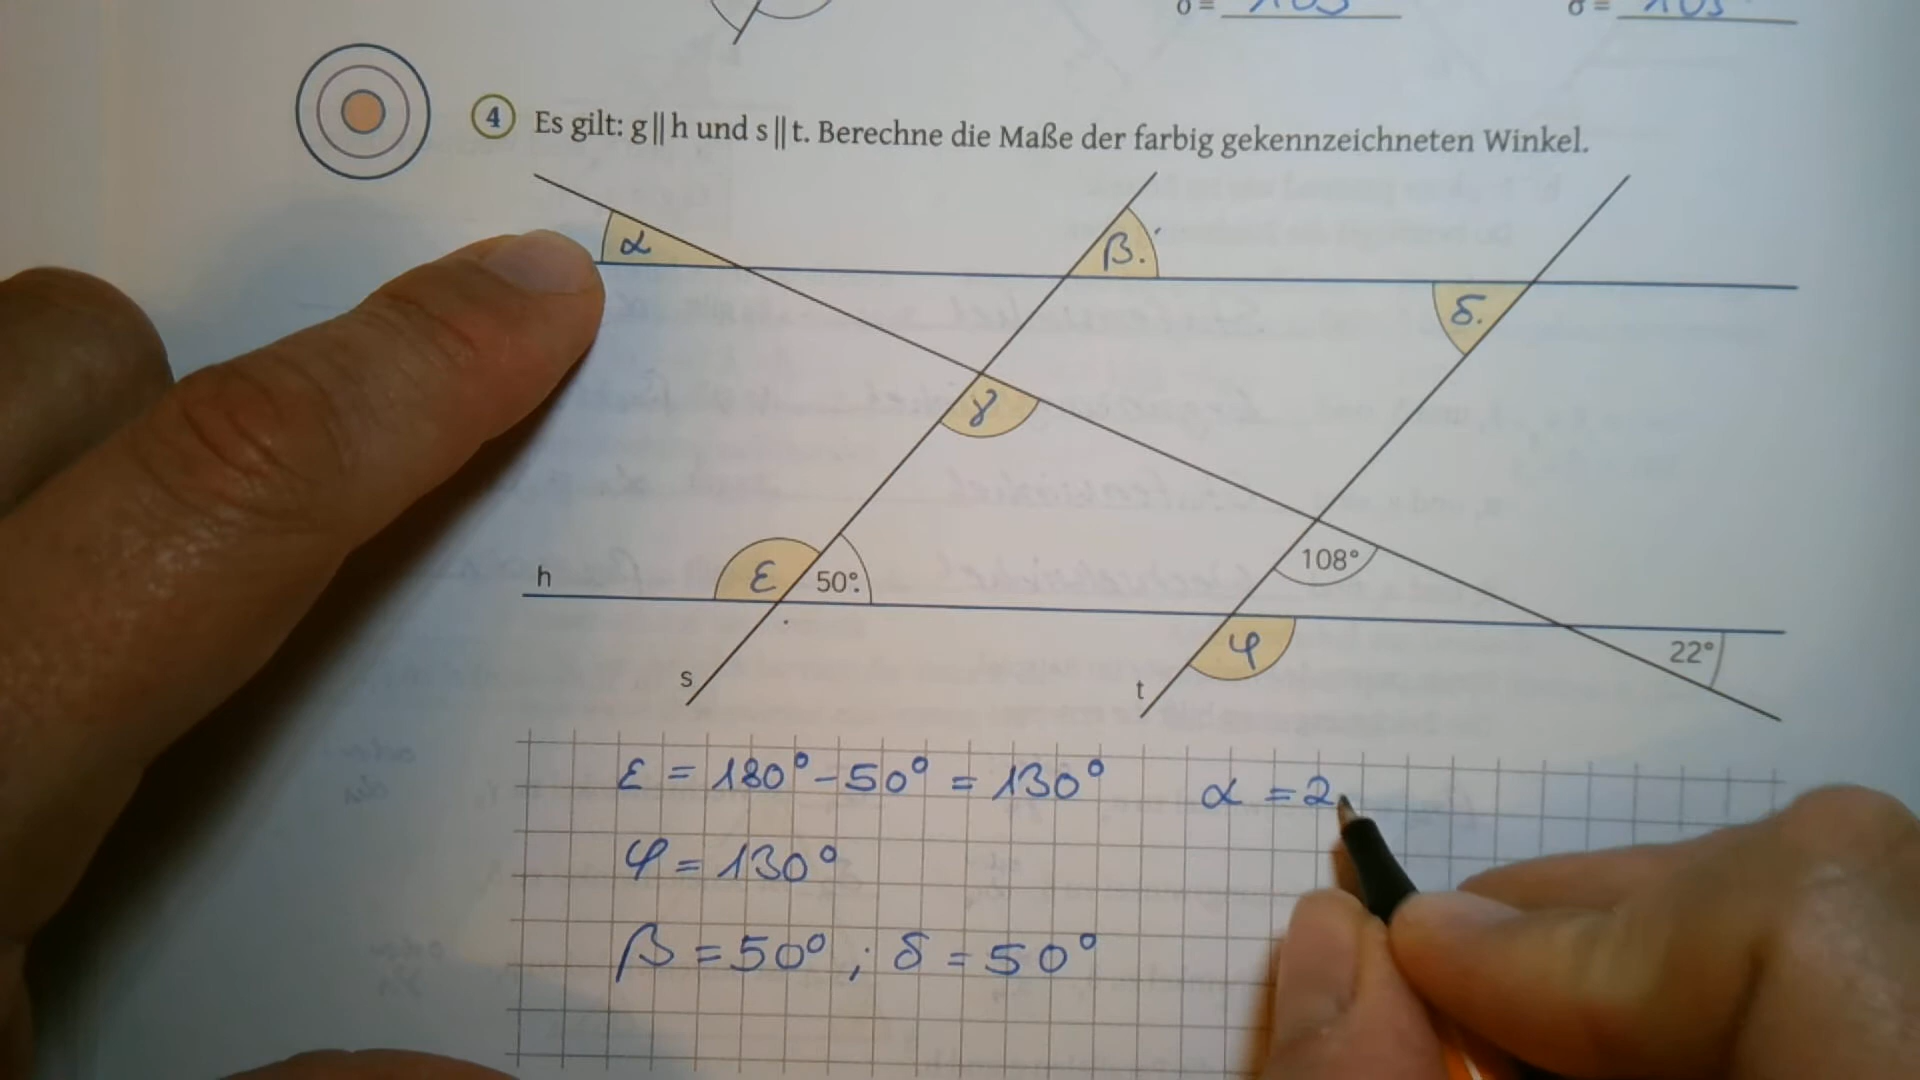 ④ Es gilt: g || h und s || t. Berechne die Maße der farbig gekennzeichneten Winkel.
α
β.
δ.
γ
108°
h
ε
50°.
φ
22°
s
t
ε = 180° - 50° = 130°
α = 2
φ = 130°
β = 50° ; δ = 50°